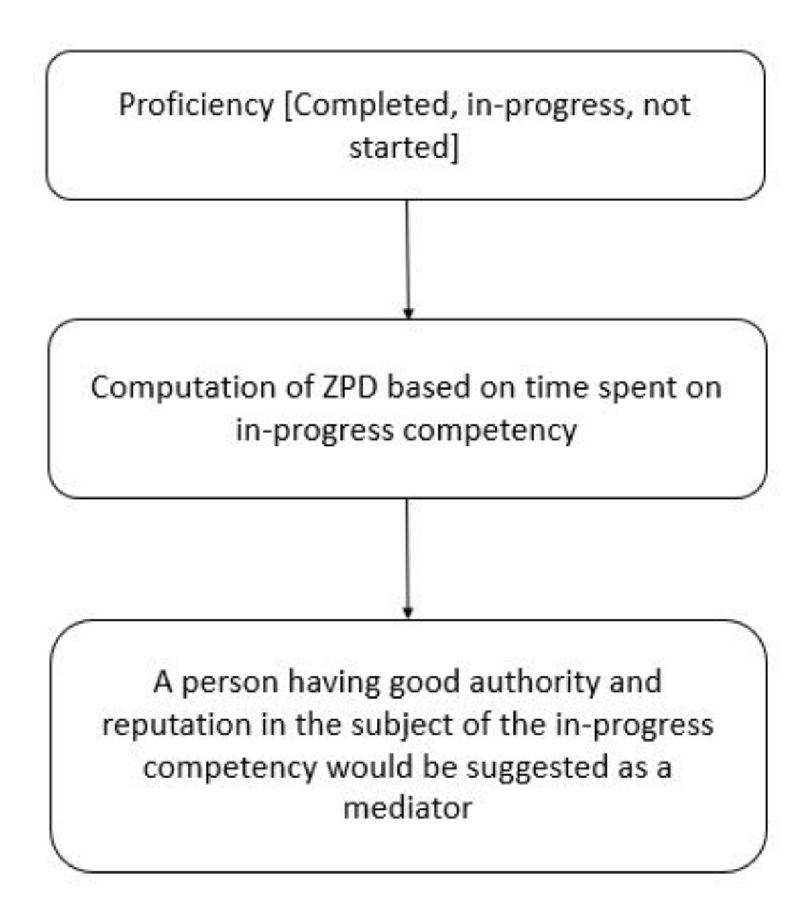 Proficiency [Completed, in-progress, not
started]
Computation of ZPD based on time spent on
in-progress competency
A person having good authority and
reputation in the subject of the in-progress
competency would be suggested as a
mediator